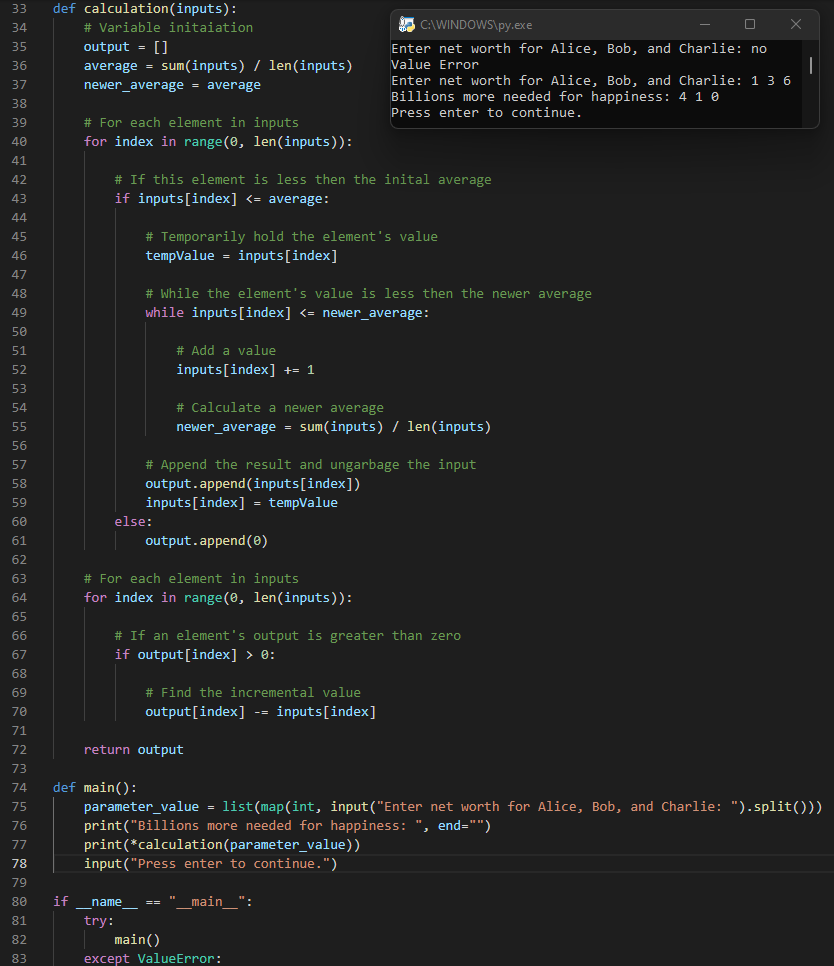 33 def calculation(inputs):
34 # Variable initaiation
35 output = []
36 average = sum(inputs) / len(inputs)
37 newer_average = average
38
39 # For each element in inputs
40 for index in range(0, len(inputs)):
41
42 # If this element is less then the inital average
43 if inputs[index] <= average:
44
45 # Temporarily hold the element's value
46 tempValue = inputs[index]
47
48 # While the element's value is less then the newer average
49 while inputs[index] <= newer_average:
50
51 # Add a value
52 inputs[index] += 1
53
54 # Calculate a newer average
55 newer_average = sum(inputs) / len(inputs)
56
57 # Append the result and ungarbage the input
58 output.append(inputs[index])
59 inputs[index] = tempValue
60 else:
61 output.append(0)
62
63 # For each element in inputs
64 for index in range(0, len(inputs)):
65
66 # If an element's output is greater than zero
67 if output[index] > 0:
68
69 # Find the incremental value
70 output[index] -= inputs[index]
71
72 return output
73
74 def main():
75 parameter_value = list(map(int, input("Enter net worth for Alice, Bob, and Charlie: ").split()))
76 print("Billions more needed for happiness: ", end="")
77 print(*calculation(parameter_value))
78 input("Press enter to continue.")
79
80 if __name__ == "__main__":
81 try:
82 main()
83 except ValueError:
C:\WINDOWS\py.exe
Enter net worth for Alice, Bob, and Charlie: no
Value Error
Enter net worth for Alice, Bob, and Charlie: 1 3 6
Billions more needed for happiness: 4 1 0
Press enter to continue.